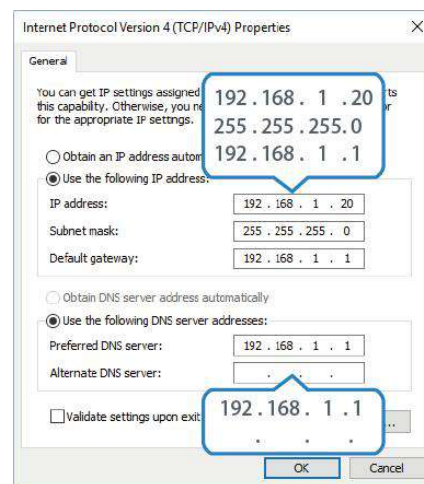 Internet Protocol Version 4 (TCP/IPv4) Properties
General
You can get IP settings assigned
this capability. Otherwise, you ne
for the appropriate IP settings.
192.168. 1 .20
255.255.255.0
192.168. 1 .1
Obtain an IP address autom
Use the following IP address:
IP address: 192 . 168 . 1 . 20
Subnet mask: 255 . 255 . 255 . 0
Default gateway: 192 . 168 . 1 . 1
Obtain DNS server address automatically
Use the following DNS server addresses:
Preferred DNS server: 192 . 168 . 1 . 1
Alternate DNS server: . . .
192.168. 1 .1
. . .
Validate settings upon exit
...
OK Cancel